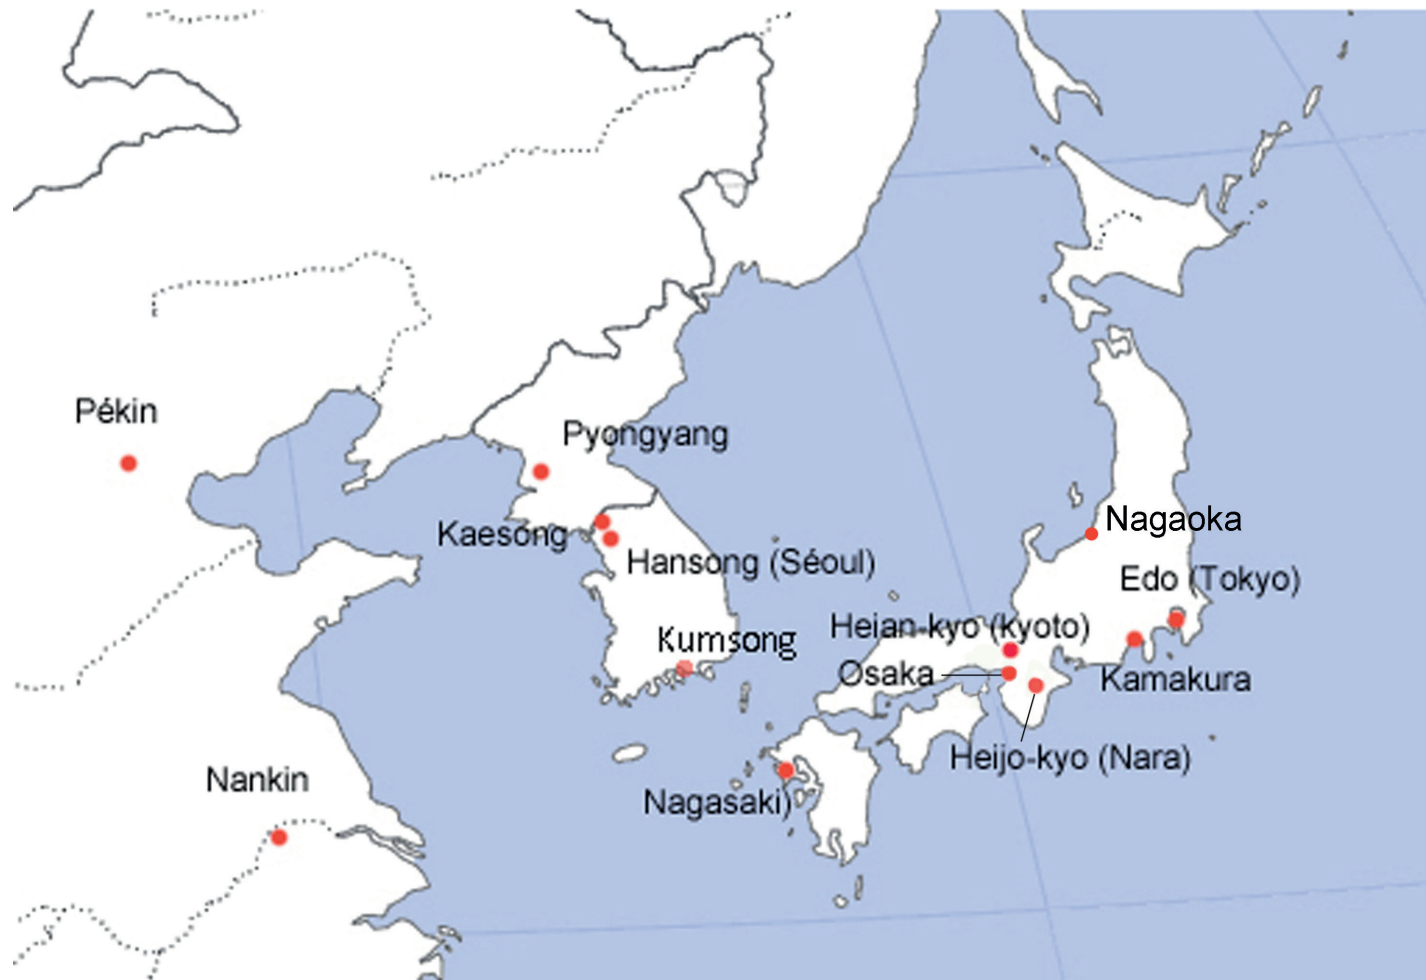 Pékin
Pyongyang
Kaesong
Hansong (Séoul)
Nagaoka
Edo (Tokyo)
Heian-kyo (kyoto)
Kumsong
Osaka
Kamakura
Heijo-kyo (Nara)
Nankin
Nagasaki)